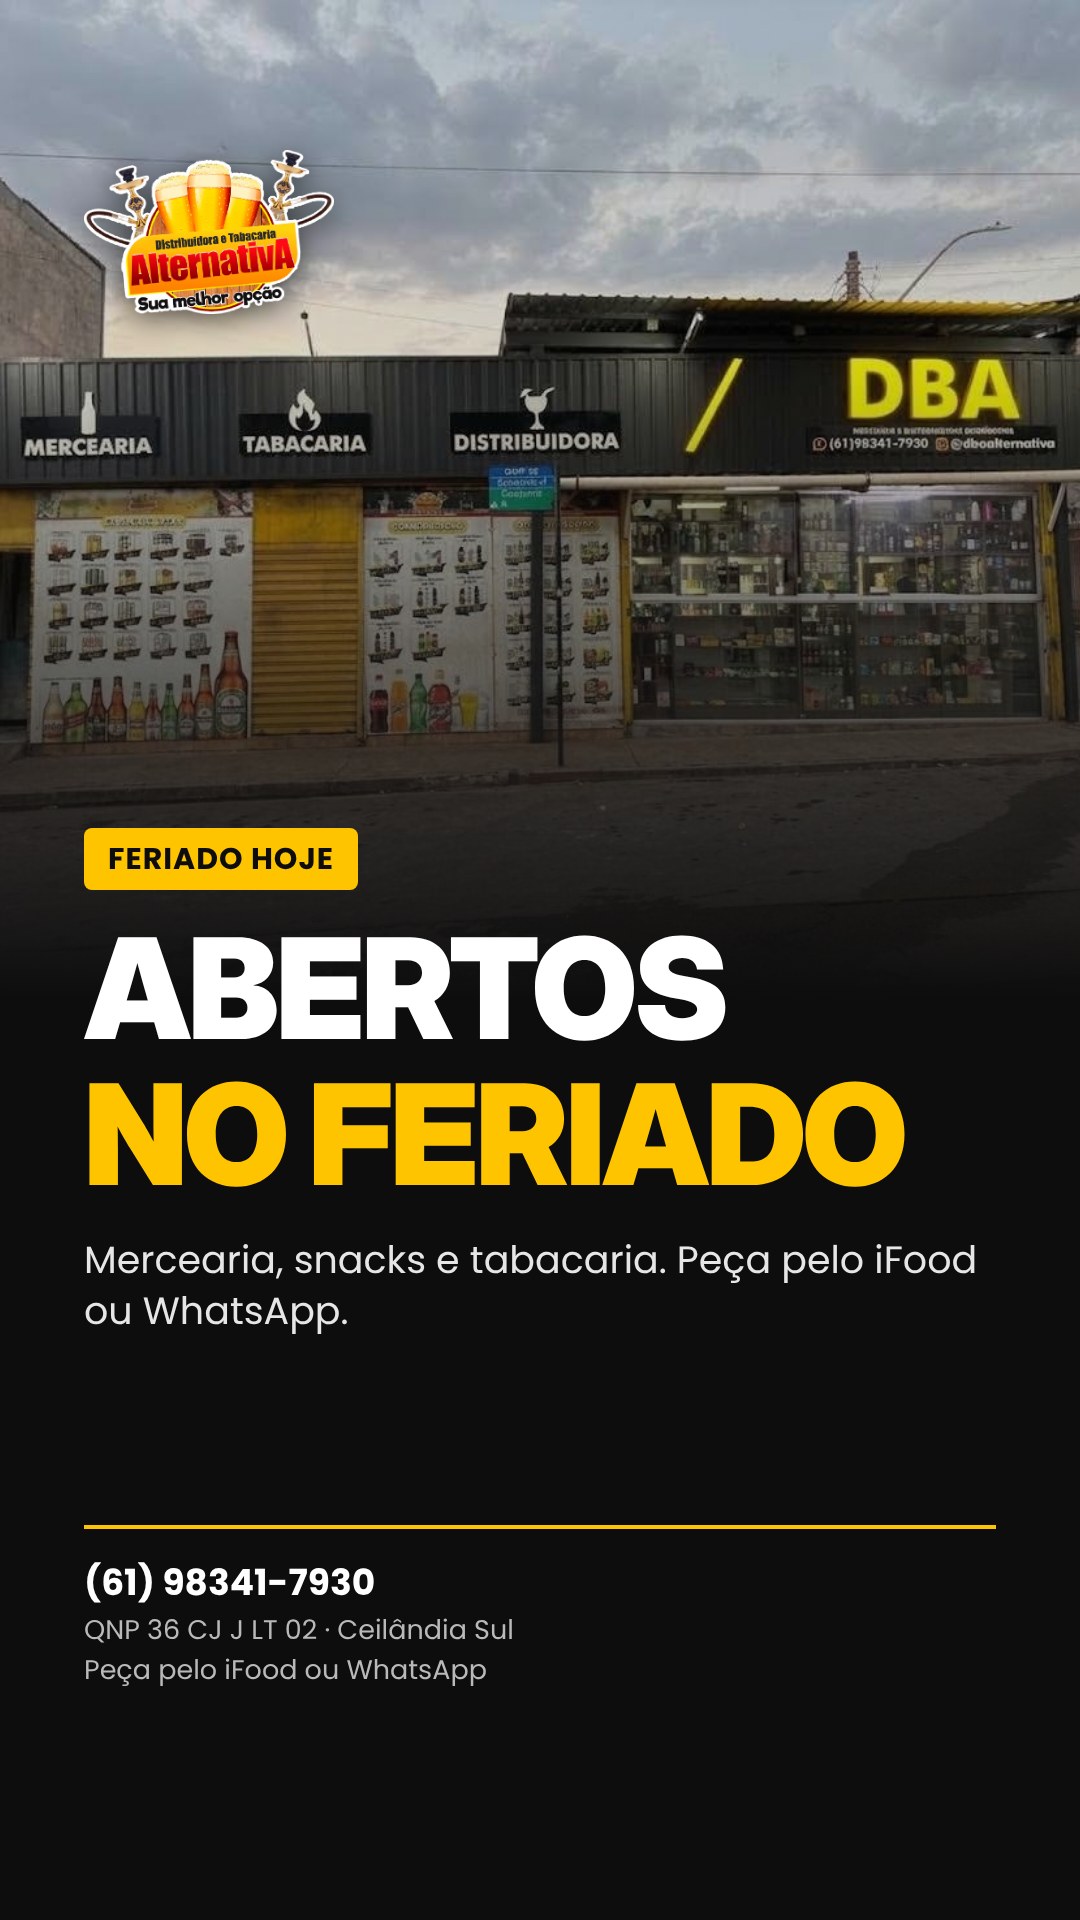 Distribuidora e Tabacaria
AlternativA
Sua melhor opção
MERCEARIA
TABACARIA
DISTRIBUIDORA
DBA
(61)98341-7930 @dboalternativa
FERIADO HOJE
ABERTOS
NO FERIADO
Mercearia, snacks e tabacaria. Peça pelo iFood
ou WhatsApp.
(61) 98341-7930
QNP 36 CJ J LT 02 · Ceilândia Sul
Peça pelo iFood ou WhatsApp